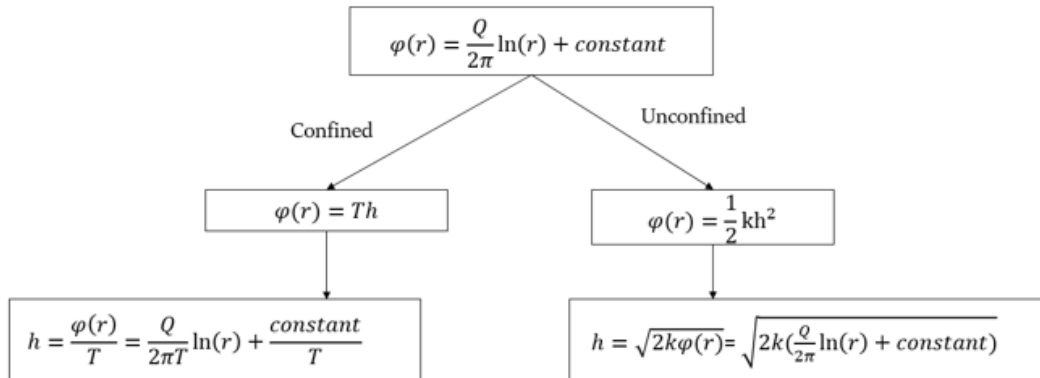 φ(r) = Q/2π ln(r) + constant
Confined
Unconfined
φ(r) = Th
φ(r) = 1/2 kh²
h = φ(r)/T = Q/2πT ln(r) + constant/T
h = √2kφ(r)= √2k(Q/2π ln(r) + constant)